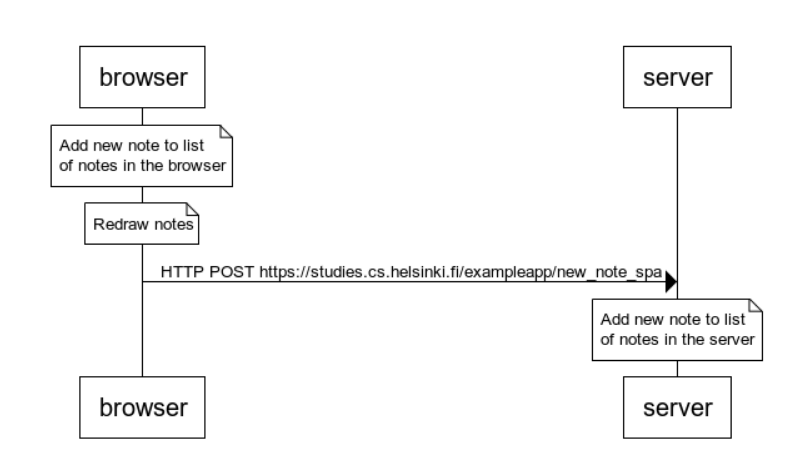 browser
server
Add new note to list
of notes in the browser
Redraw notes
HTTP POST https://studies.cs.helsinki.fi/exampleapp/new_note_spa
Add new note to list
of notes in the server
browser
server